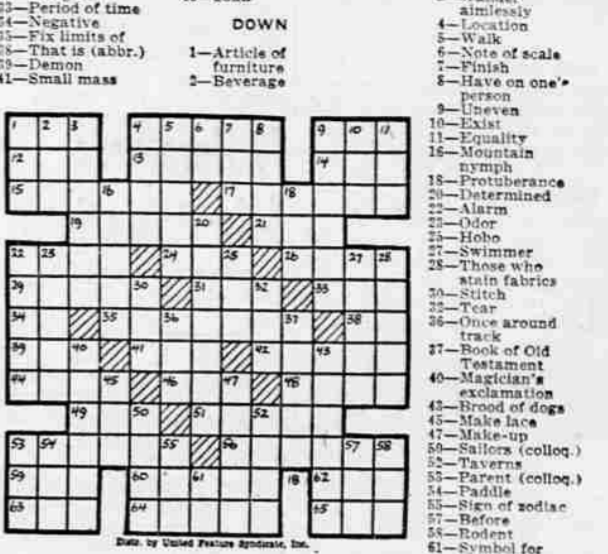 33—Period of time
34—Negative
35—Fix limits of
38—That is (abbr.)
39—Demon
41—Small mass
DOWN
1—Article of
furniture
2—Beverage
aimlessly
4—Location
5—Walk
6—Note of scale
7—Finish
8—Have on one's
person
9—Uneven
10—Exist
11—Equality
16—Mountain
nymph
18—Protuberance
20—Determined
22—Alarm
23—Odor
25—Hobo
27—Swimmer
28—Those who
stain fabrics
30—Stitch
32—Tear
36—Once around
track
37—Book of Old
Testament
40—Magician's
exclamation
43—Brood of dogs
45—Make lace
47—Make-up
50—Sailors (colloq.)
52—Taverns
53—Parent (colloq.)
54—Paddle
55—Sign of zodiac
57—Before
58—Rodent
61—Symbol for
1 2 3 4 5 6 7 8 9 10 11
12 13 14
15 16 17 18
19 20 21
22 23 24 25 26 27 28
29 30 31 32 33
34 35 36 37 38
39 40 41 42 43
44 45 46 47 48
49 50 51 52
53 54 55 56 57 58
59 60 61 18 62
63 64 65
Distr. by United Feature Syndicate, Inc.